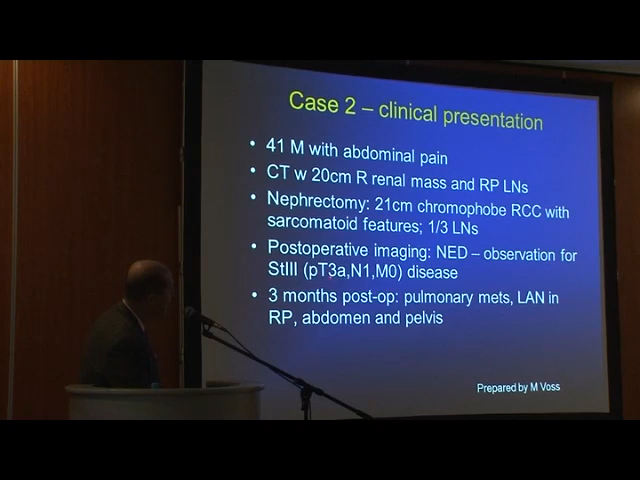 Case 2 – clinical presentation
• 41 M with abdominal pain
• CT w 20cm R renal mass and RP LNs
• Nephrectomy: 21cm chromophobe RCC with
sarcomatoid features; 1/3 LNs
• Postoperative imaging: NED – observation for
StIII (pT3a,N1,M0) disease
• 3 months post-op: pulmonary mets, LAN in
RP, abdomen and pelvis
Prepared by M Voss